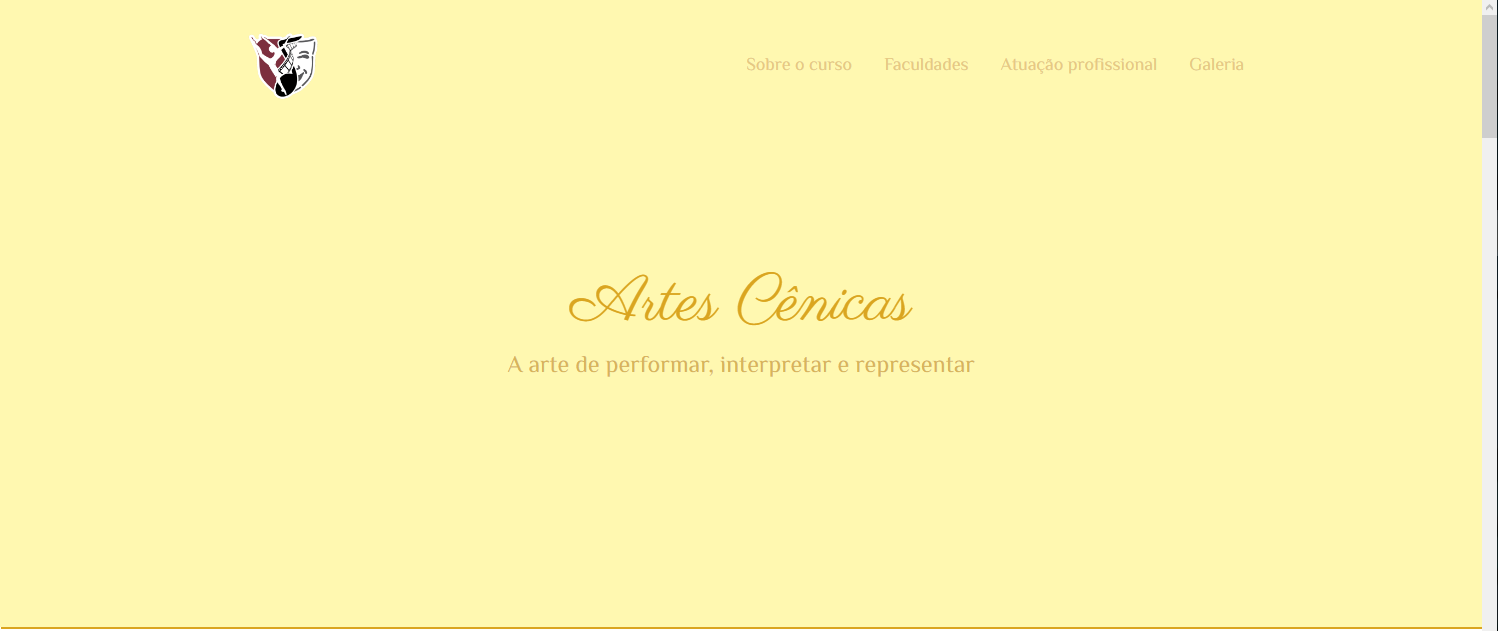 Sobre o curso Faculdades Atuação profissional Galeria
Artes Cênicas
A arte de performar, interpretar e representar